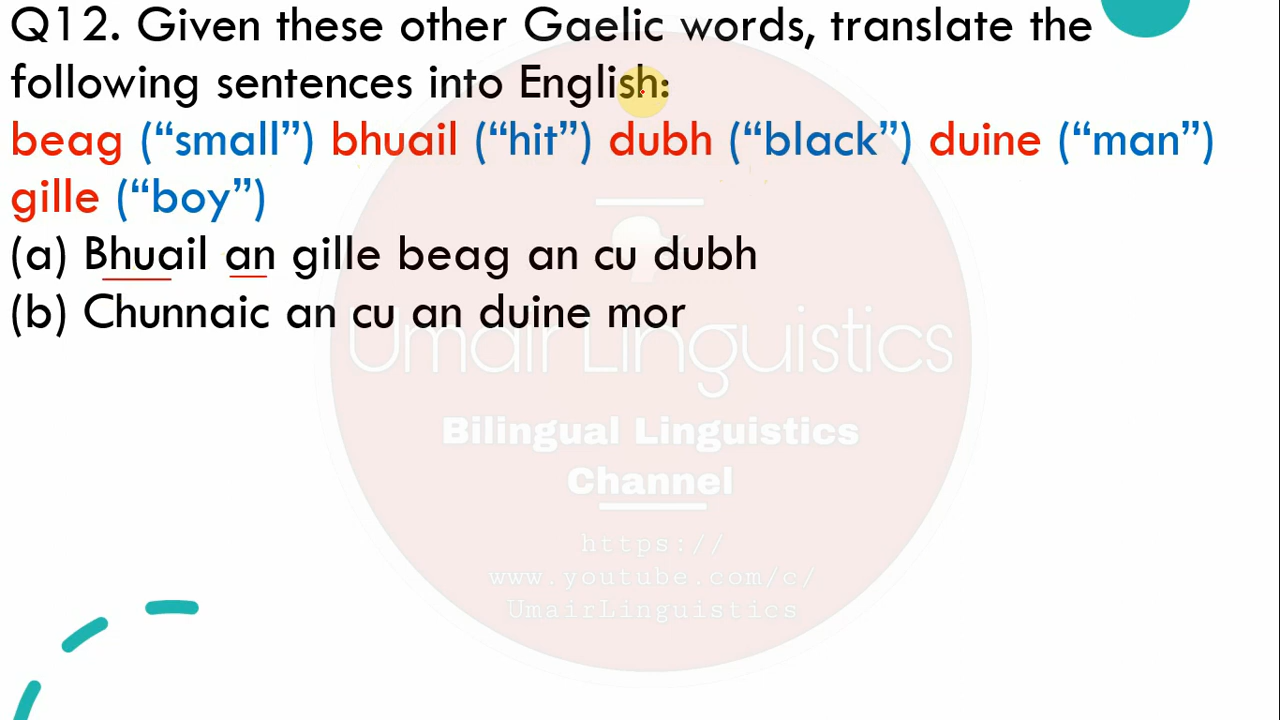 Q12. Given these other Gaelic words, translate the
following sentences into English:
beag (“small”) bhuail (“hit”) dubh (“black”) duine (“man”)
gille (“boy”)
(a) Bhuail an gille beag an cu dubh
(b) Chunnaic an cu an duine mor
Umair Linguistics
Bilingual Linguistics
Channel
https://
www.youtube.com/c/
UmairLinguistics